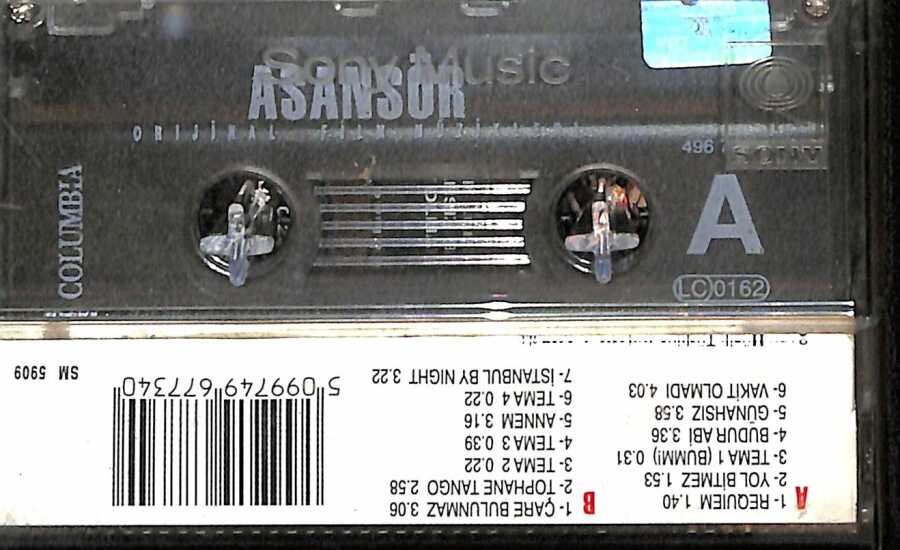 Sony Music
ASANSÖR
ORİJİNAL FİLM MÜZİKLERİ
COLUMBIA
496 7
SONY
A
LC 0162
A
1- REQUIEM 1.40
2- YOL BİTMEZ 1.53
3- TEMA 1 (BUMM!) 0.31
4- BUDUR ABİ 3.36
5- GÜNAHSIZ 3.58
6- VAKİT OLMADI 4.03
B
1- ÇARE BULUNMAZ 3.06
2- TOPHANE TANGO 2.58
3- TEMA 2 0.22
4- TEMA 3 0.39
5- ANNEM 3.16
6- TEMA 4 0.22
7- İSTANBUL BY NIGHT 3.22
5 099749 677340
SM 5909